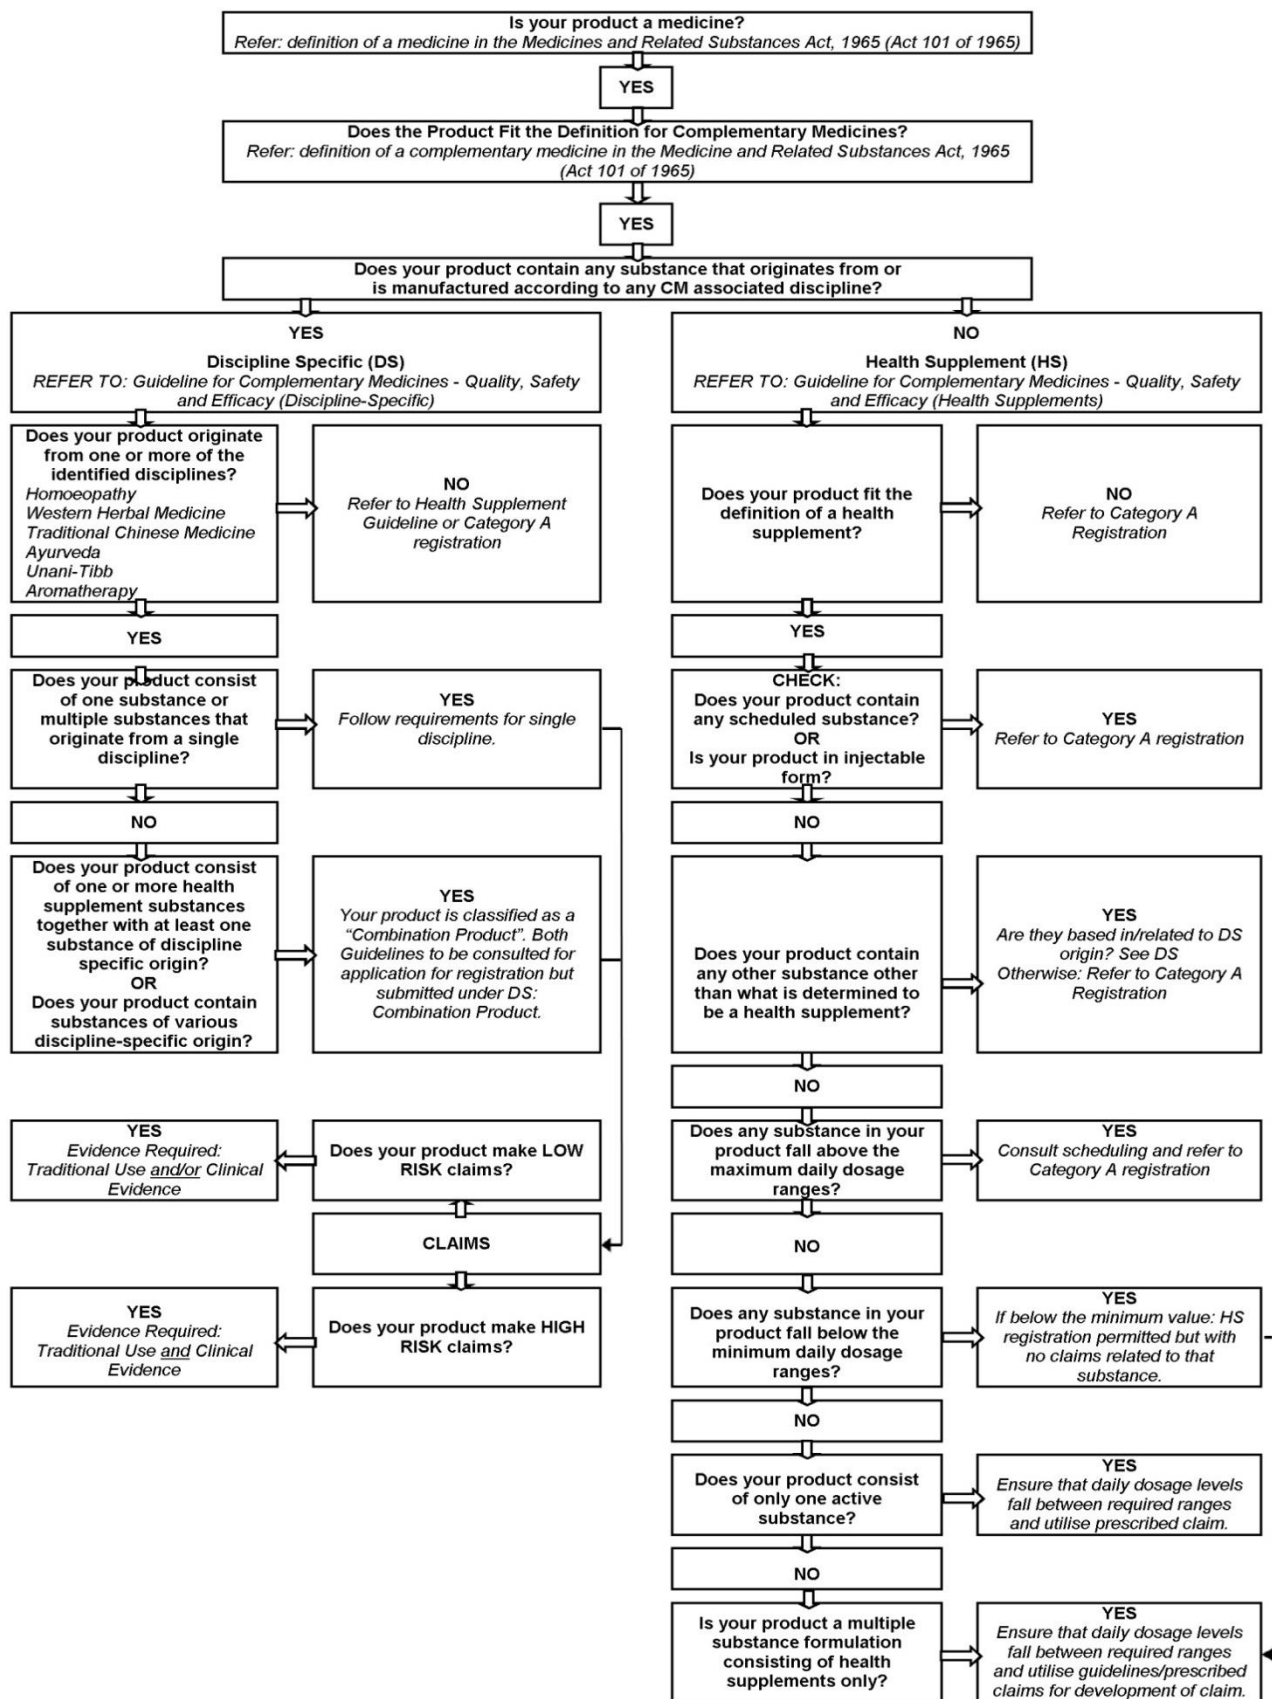 Is your product a medicine?
Refer: definition of a medicine in the Medicines and Related Substances Act, 1965 (Act 101 of 1965)
YES
Does the Product Fit the Definition for Complementary Medicines?
Refer: definition of a complementary medicine in the Medicine and Related Substances Act, 1965
(Act 101 of 1965)
YES
Does your product contain any substance that originates from or
is manufactured according to any CM associated discipline?
YES
Discipline Specific (DS)
REFER TO: Guideline for Complementary Medicines - Quality, Safety
and Efficacy (Discipline-Specific)
NO
Health Supplement (HS)
REFER TO: Guideline for Complementary Medicines - Quality, Safety
and Efficacy (Health Supplements)
Does your product originate
from one or more of the
identified disciplines?
Homoeopathy
Western Herbal Medicine
Traditional Chinese Medicine
Ayurveda
Unani-Tibb
Aromatherapy
NO
Refer to Health Supplement
Guideline or Category A
registration
YES
Does your product consist
of one substance or
multiple substances that
originate from a single
discipline?
YES
Follow requirements for single
discipline.
NO
Does your product consist
of one or more health
supplement substances
together with at least one
substance of discipline
specific origin?
OR
Does your product contain
substances of various
discipline-specific origin?
YES
Your product is classified as a
“Combination Product”. Both
Guidelines to be consulted for
application for registration but
submitted under DS:
Combination Product.
YES
Evidence Required:
Traditional Use and/or Clinical
Evidence
Does your product make LOW
RISK claims?
CLAIMS
YES
Evidence Required:
Traditional Use and Clinical
Evidence
Does your product make HIGH
RISK claims?
Does your product fit the
definition of a health
supplement?
NO
Refer to Category A
Registration
YES
CHECK:
Does your product contain
any scheduled substance?
OR
Is your product in injectable
form?
YES
Refer to Category A registration
NO
Does your product contain
any other substance other
than what is determined to
be a health supplement?
YES
Are they based in/related to DS
origin? See DS
Otherwise: Refer to Category A
Registration
NO
Does any substance in your
product fall above the
maximum daily dosage
ranges?
YES
Consult scheduling and refer to
Category A registration
NO
Does any substance in your
product fall below the
minimum daily dosage
ranges?
YES
If below the minimum value: HS
registration permitted but with
no claims related to that
substance.
NO
Does your product consist
of only one active
substance?
YES
Ensure that daily dosage levels
fall between required ranges
and utilise prescribed claim.
NO
Is your product a multiple
substance formulation
consisting of health
supplements only?
YES
Ensure that daily dosage levels
fall between required ranges
and utilise guidelines/prescribed
claims for development of claim.